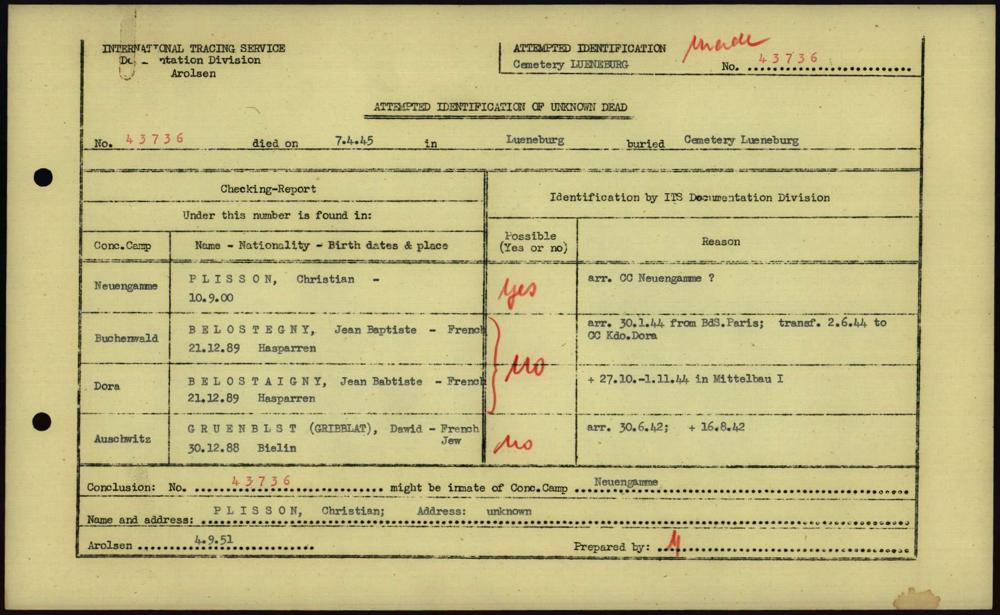 INTERNATIONAL TRACING SERVICE
Documentation Division
Arolsen
ATTEMPTED IDENTIFICATION
Cemetery LUENEBURG No. 43736
ATTEMPTED IDENTIFICATION OF UNKNOWN DEAD
No. 43736 died on 7.4.45 in Lueneburg buried Cemetery Lueneburg
Checking-Report
Under this number is found in:
Identification by ITS Documentation Division
Conc.Camp Name - Nationality - Birth dates & place
Possible
(Yes or no)
Reason
Neuengamme
PLISSON, Christian -
10.9.00
Yes
arr. CC Neuengamme ?
Buchenwald
BELOSTEGNY, Jean Baptiste - French
21.12.89 Hasparren
no
arr. 30.1.44 from BdS.Paris; transf. 2.6.44 to
CC Kdo.Dora
Dora
BELOSTAIGNY, Jean Babtiste - French
21.12.89 Hasparren
+ 27.10.-1.11.44 in Mittelbau I
Auschwitz
GRUENBLST (GRIBBLAT), Dawid - French
Jew
30.12.88 Bielin
no
arr. 30.6.42; + 16.8.42
Conclusion: No. 43736 might be inmate of Conc.Camp Neuengamme
Name and address: PLISSON, Christian; Address: unknown
Arolsen 4.9.51
Prepared by: